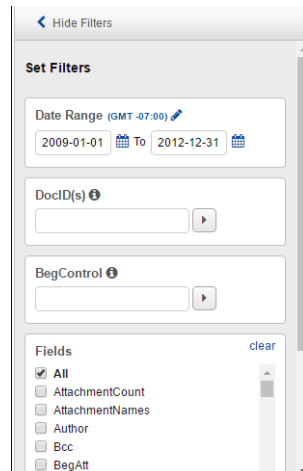 Hide Filters
Set Filters
Date Range (GMT -07:00)
2009-01-01 To 2012-12-31
DocID(s)
BegControl
Fields clear
All
AttachmentCount
AttachmentNames
Author
Bcc
BegAtt